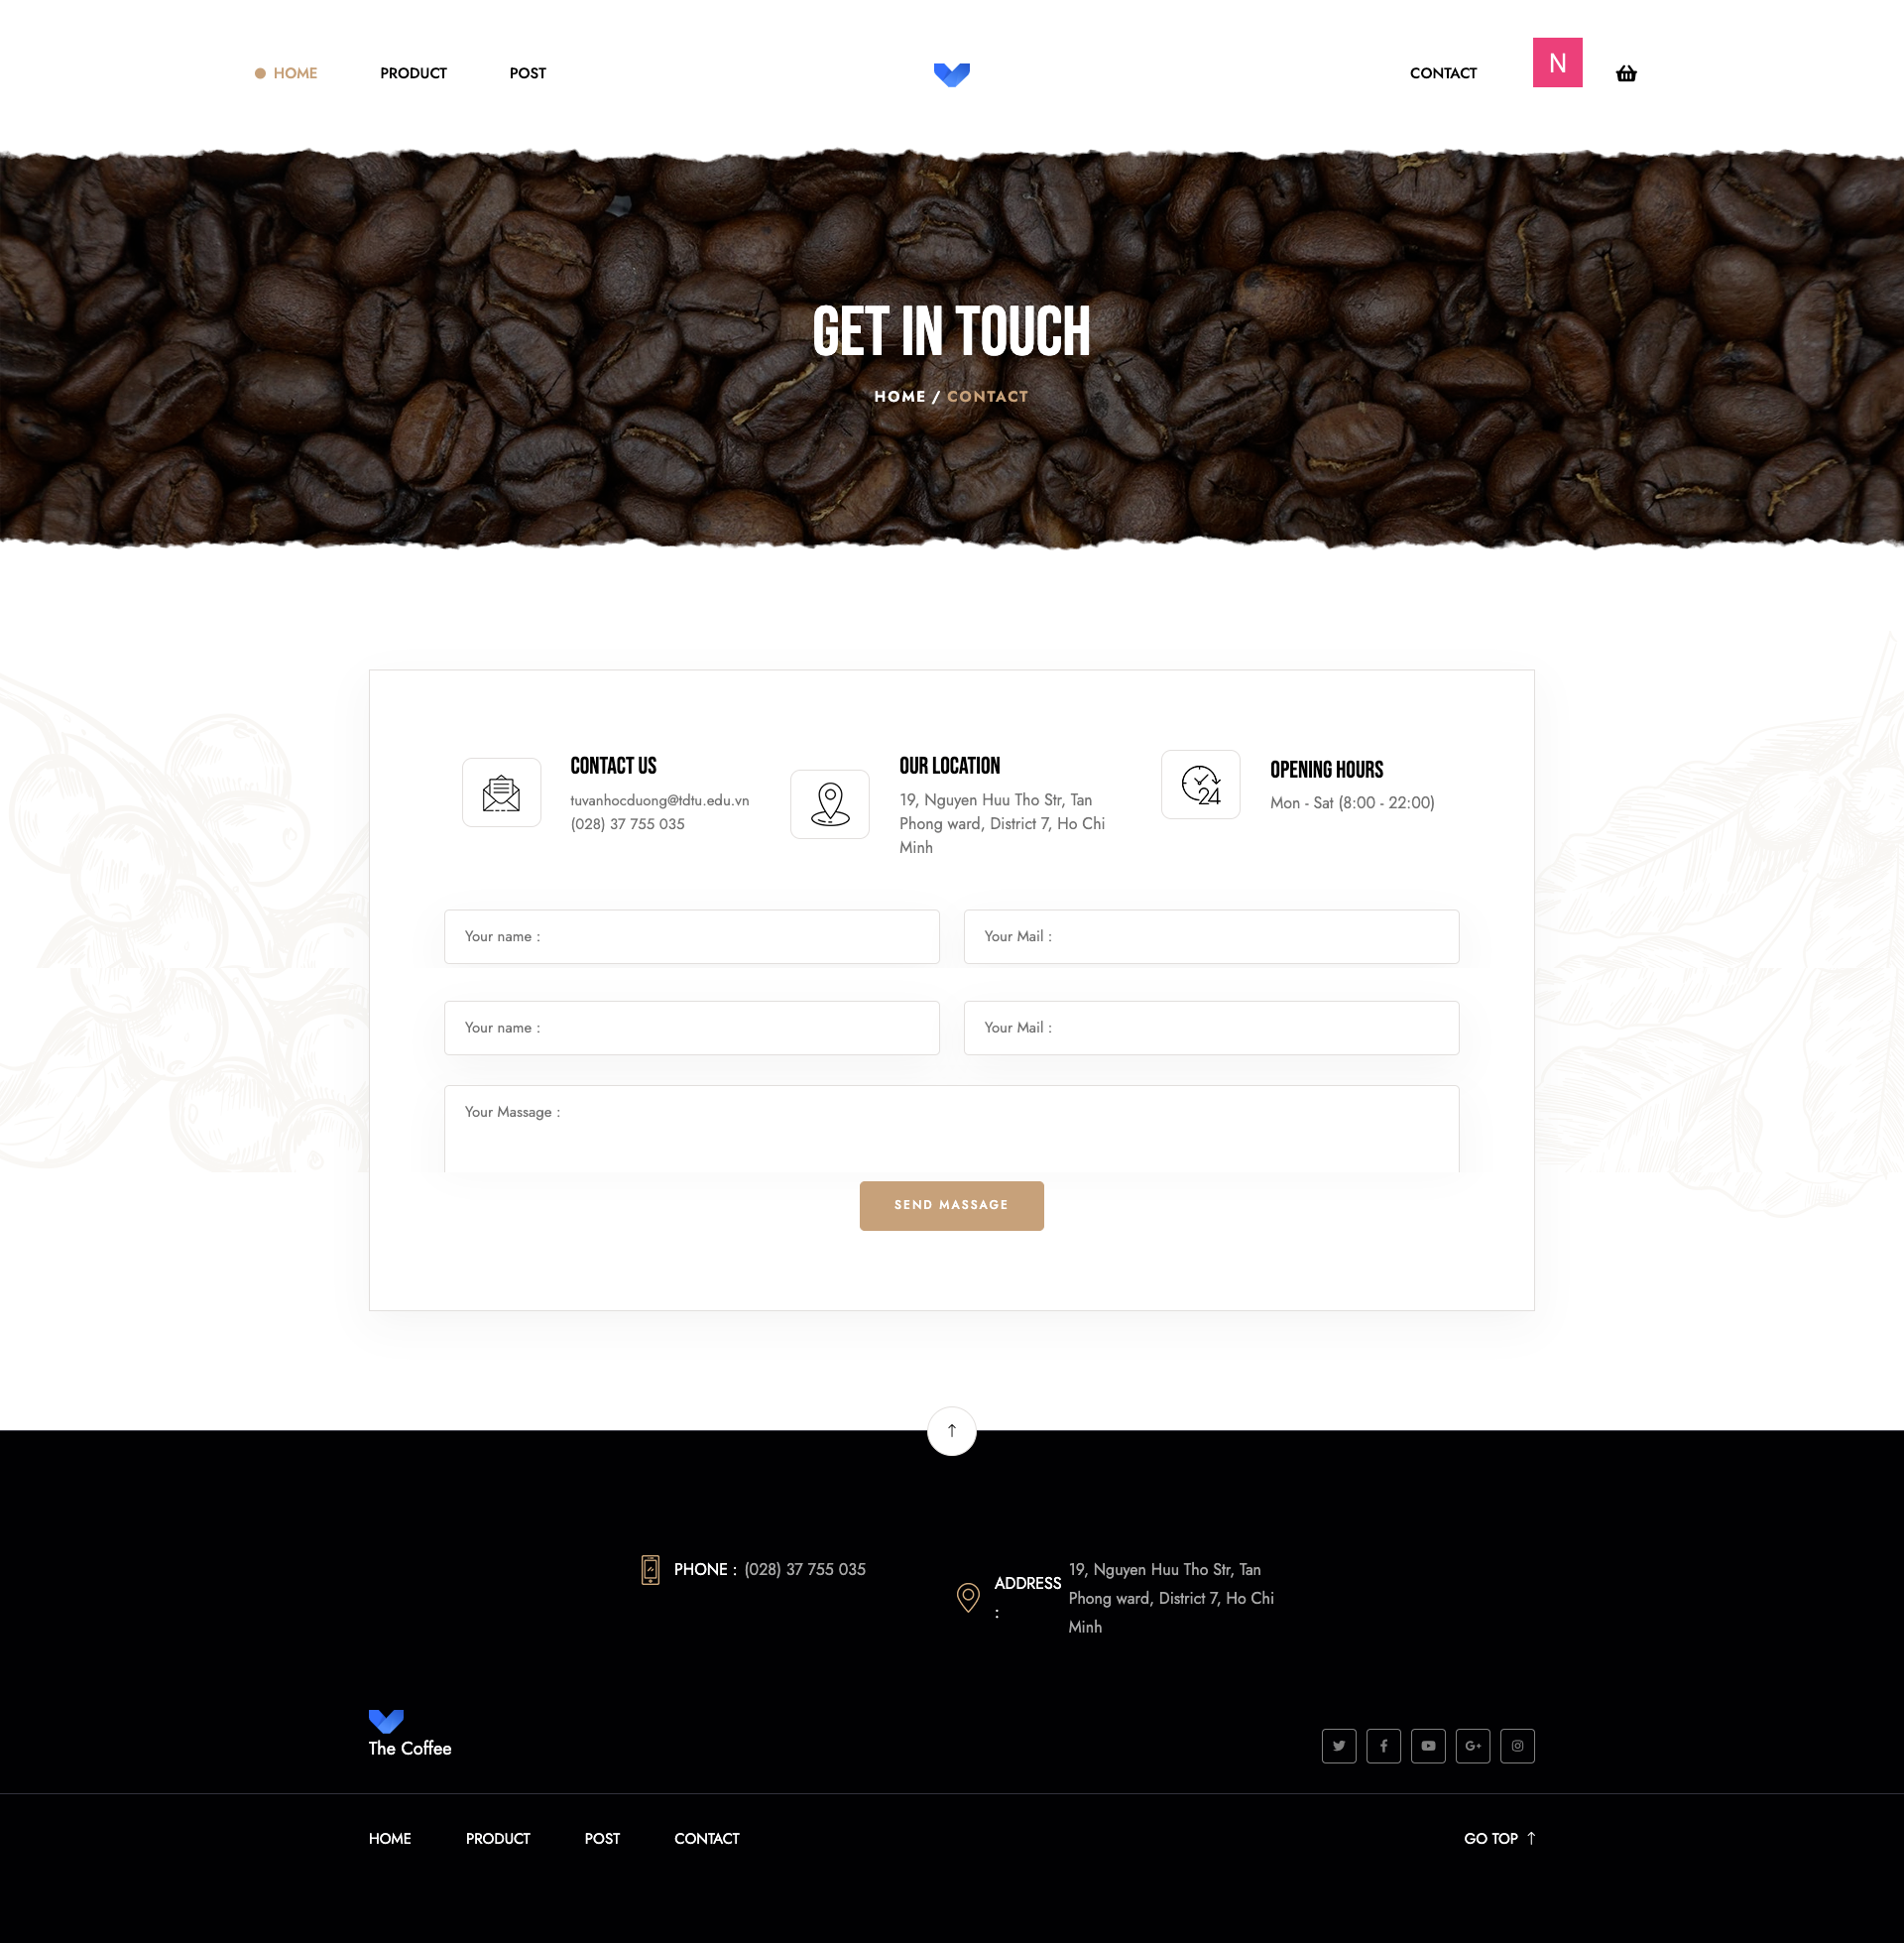 HOME PRODUCT POST CONTACT N
GET IN TOUCH
HOME / CONTACT
CONTACT US
tuvanhocduong@tdtu.edu.vn
(028) 37 755 035
OUR LOCATION
19, Nguyen Huu Tho Str, Tan
Phong ward, District 7, Ho Chi
Minh
OPENING HOURS
Mon - Sat (8:00 - 22:00)
24
Your name : Your Mail :
Your name : Your Mail :
Your Massage :
SEND MASSAGE
PHONE : (028) 37 755 035
ADDRESS
:
19, Nguyen Huu Tho Str, Tan
Phong ward, District 7, Ho Chi
Minh
The Coffee
G+
HOME PRODUCT POST CONTACT GO TOP ↑